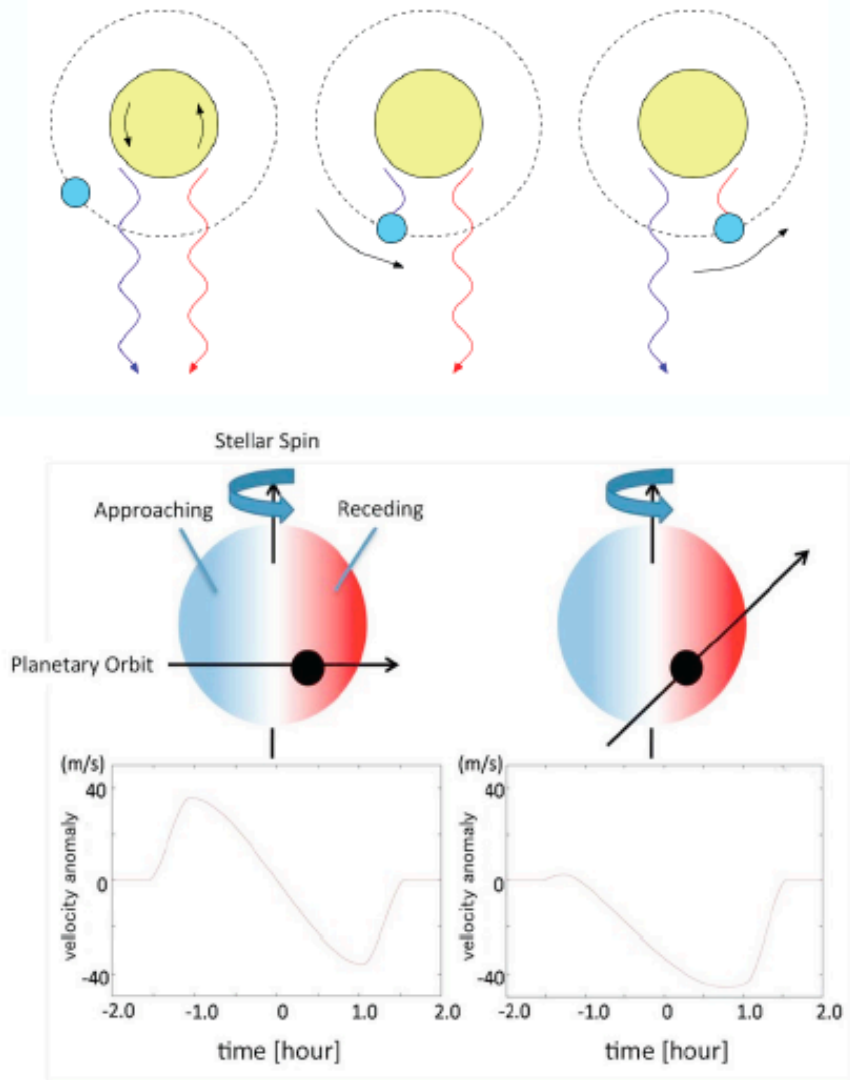 Stellar Spin
Approaching
Receding
Planetary Orbit
(m/s)
40
0
-40
velocity anomaly
-2.0 -1.0 0 1.0 2.0
time [hour]
(m/s)
40
0
-40
velocity anomaly
-2.0 -1.0 0 1.0 2.0
time [hour]